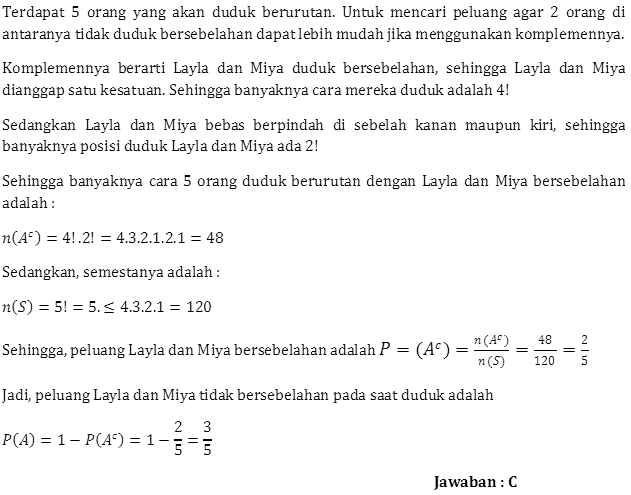 Terdapat 5 orang yang akan duduk berurutan. Untuk mencari peluang agar 2 orang di
antaranya tidak duduk bersebelahan dapat lebih mudah jika menggunakan komplemennya.
Komplemennya berarti Layla dan Miya duduk bersebelahan, sehingga Layla dan Miya
dianggap satu kesatuan. Sehingga banyaknya cara mereka duduk adalah 4!
Sedangkan Layla dan Miya bebas berpindah di sebelah kanan maupun kiri, sehingga
banyaknya posisi duduk Layla dan Miya ada 2!
Sehingga banyaknya cara 5 orang duduk berurutan dengan Layla dan Miya bersebelahan
adalah :
n(Aᶜ) = 4!.2! = 4.3.2.1.2.1 = 48
Sedangkan, semestanya adalah :
n(S) = 5! = 5.≤ 4.3.2.1 = 120
Sehingga, peluang Layla dan Miya bersebelahan adalah P = (Aᶜ) = n(Aᶜ)/n(S) = 48/120 = 2/5
Jadi, peluang Layla dan Miya tidak bersebelahan pada saat duduk adalah
P(A) = 1 − P(Aᶜ) = 1 − 2/5 = 3/5
Jawaban : C